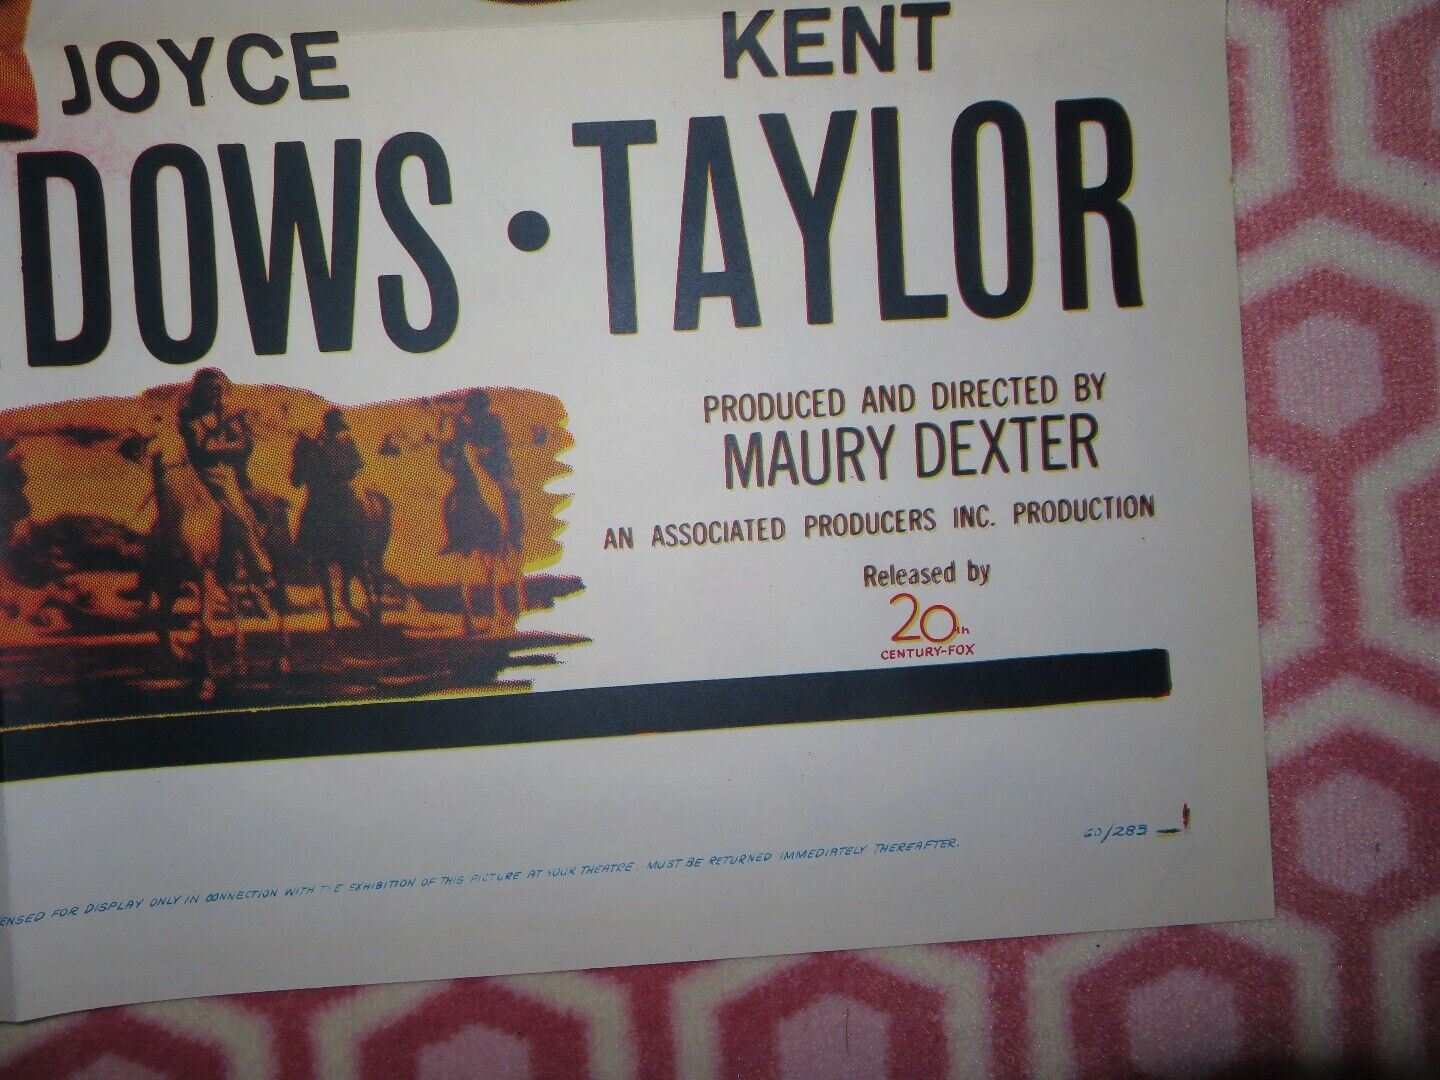 JOYCE KENT
DOWS · TAYLOR
PRODUCED AND DIRECTED BY
MAURY DEXTER
AN ASSOCIATED PRODUCERS INC. PRODUCTION
Released by
20th
CENTURY-FOX
60/283
ENSED FOR DISPLAY ONLY IN CONNECTION WITH THE EXHIBITION OF THIS PICTURE AT YOUR THEATRE. MUST BE RETURNED IMMEDIATELY THEREAFTER.